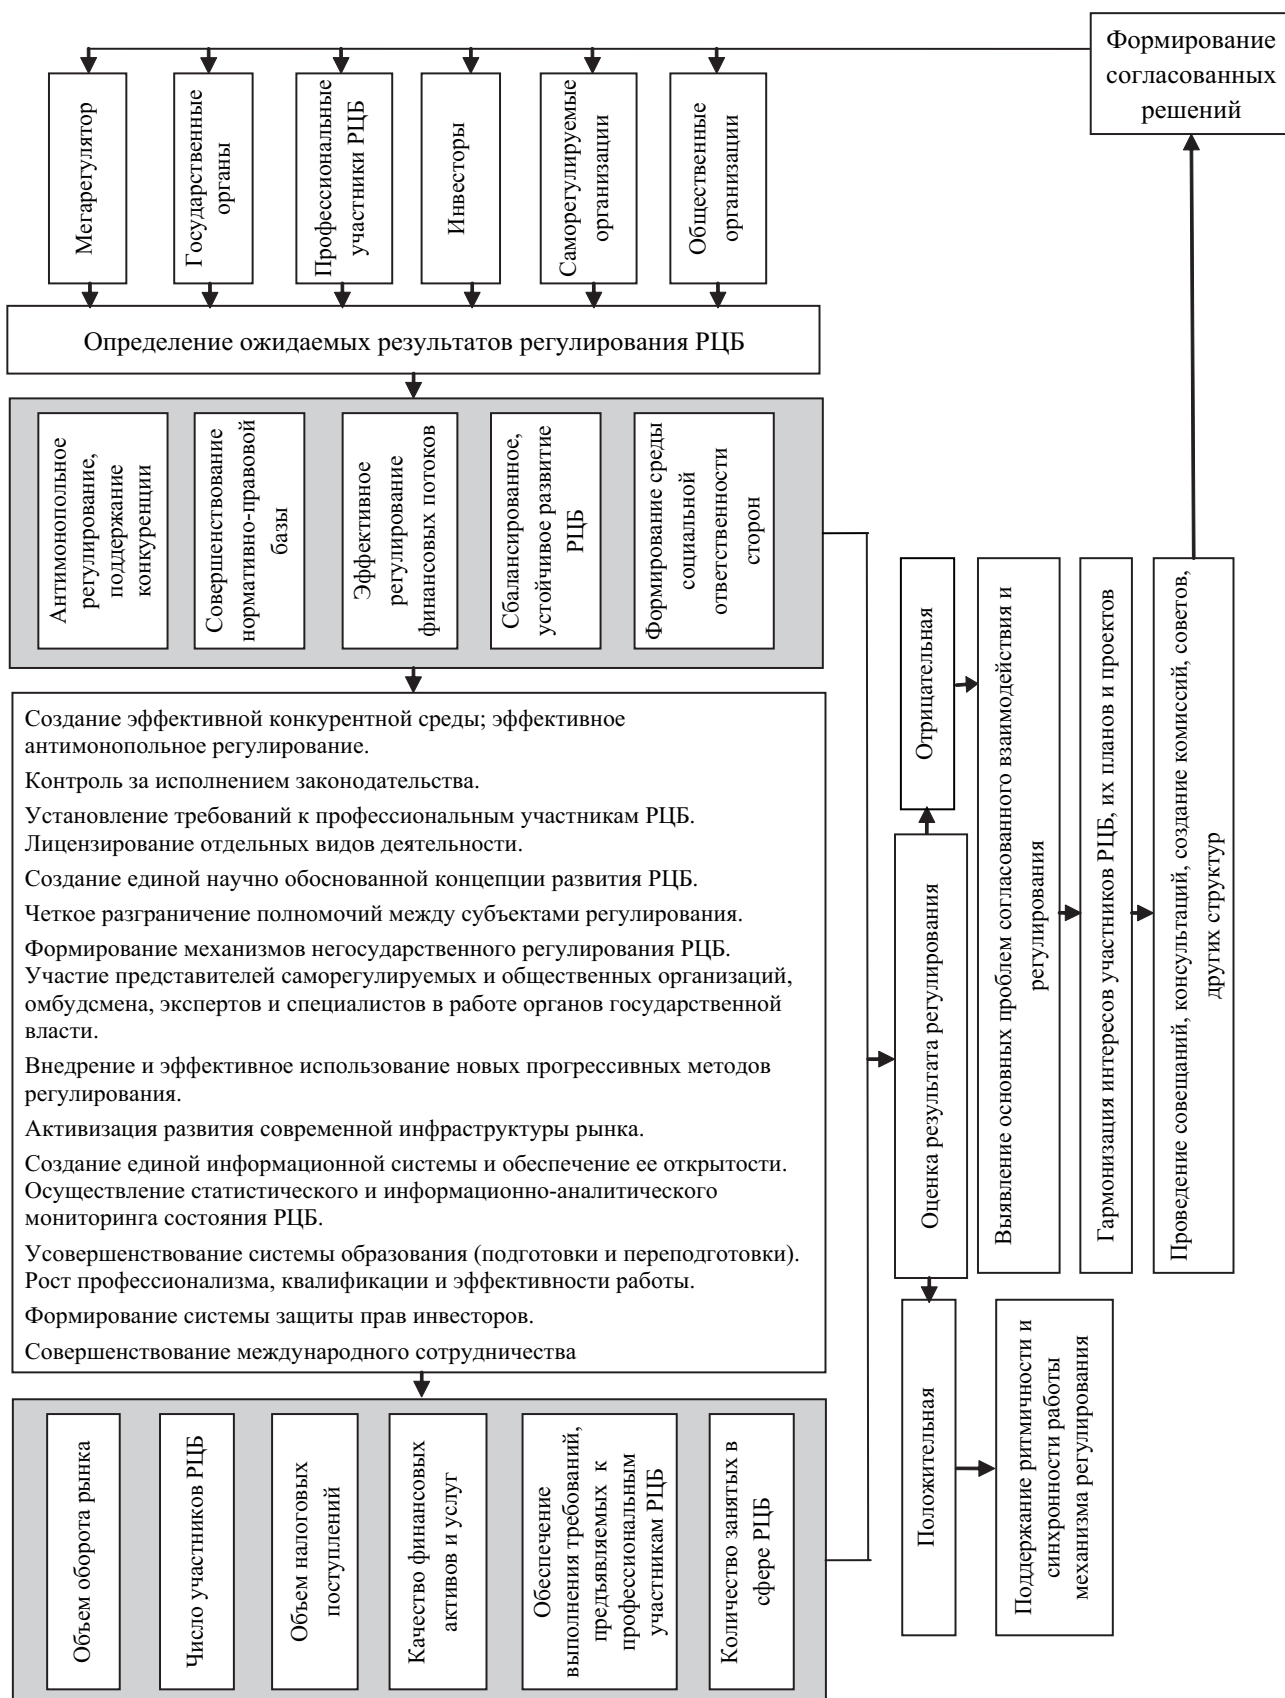 Формирование
согласованных
решений
Мегарегулятор
Государственные
органы
Профессиональные
участники РЦБ
Инвесторы
Саморегулируемые
организации
Общественные
организации
Определение ожидаемых результатов регулирования РЦБ
Антимонопольное
регулирование,
поддержание
конкуренции
Совершенствование
нормативно-правовой
базы
Эффективное
регулирование
финансовых потоков
Сбалансированное,
устойчивое развитие
РЦБ
Формирование среды
социальной
ответственности
сторон
Создание эффективной конкурентной среды; эффективное
антимонопольное регулирование.
Контроль за исполнением законодательства.
Установление требований к профессиональным участникам РЦБ.
Лицензирование отдельных видов деятельности.
Создание единой научно обоснованной концепции развития РЦБ.
Четкое разграничение полномочий между субъектами регулирования.
Формирование механизмов негосударственного регулирования РЦБ.
Участие представителей саморегулируемых и общественных организаций,
омбудсмена, экспертов и специалистов в работе органов государственной
власти.
Внедрение и эффективное использование новых прогрессивных методов
регулирования.
Активизация развития современной инфраструктуры рынка.
Создание единой информационной системы и обеспечение ее открытости.
Осуществление статистического и информационно-аналитического
мониторинга состояния РЦБ.
Усовершенствование системы образования (подготовки и переподготовки).
Рост профессионализма, квалификации и эффективности работы.
Формирование системы защиты прав инвесторов.
Совершенствование международного сотрудничества
Объем оборота рынка
Число участников РЦБ
Объем налоговых
поступлений
Качество финансовых
активов и услуг
Обеспечение
выполнения требований,
предъявляемых к
профессиональным
участникам РЦБ
Количество занятых в
сфере РЦБ
Оценка результата регулирования
Отрицательная
Выявление основных проблем согласованного взаимодействия и
регулирования
Гармонизация интересов участников РЦБ, их планов и проектов
Проведение совещаний, консультаций, создание комиссий, советов,
других структур
Положительная
Поддержание ритмичности и
синхронности работы
механизма регулирования